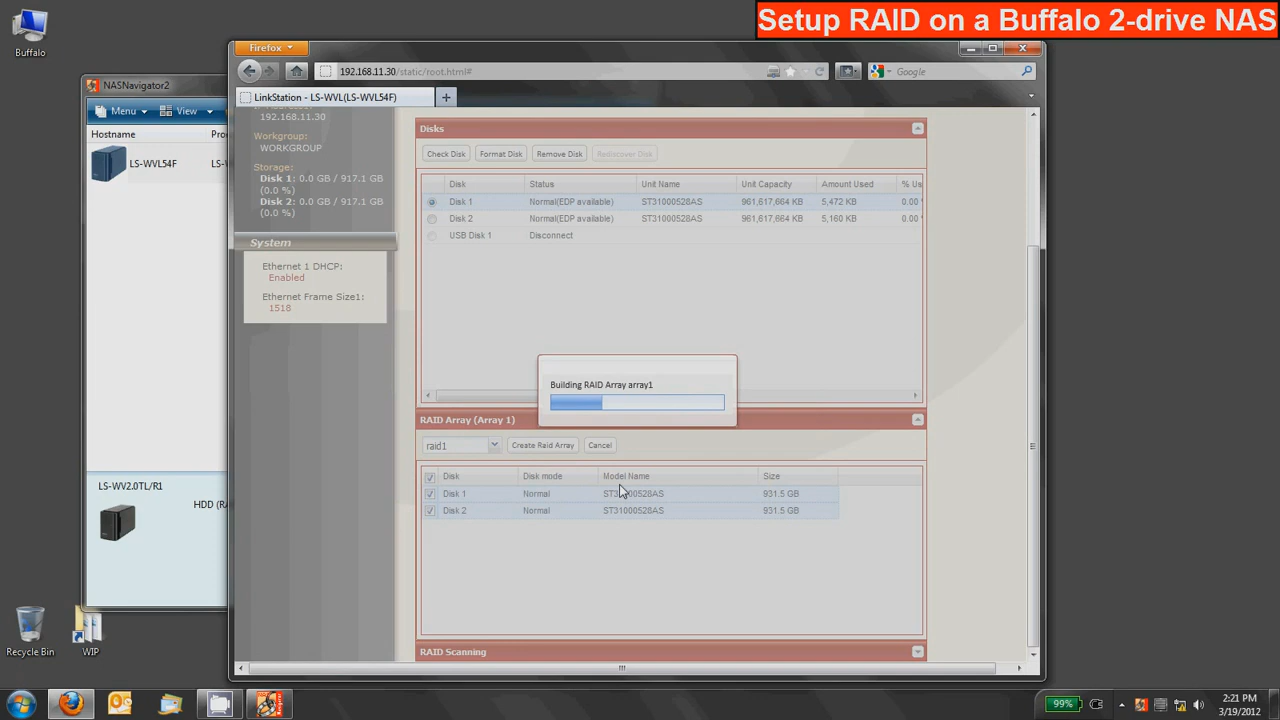 Setup RAID on a Buffalo 2-drive NAS
Buffalo
Firefox
NASNavigator2
192.168.11.30/static/root.html#
Google
LinkStation - LS-WVL(LS-WVL54F)
Menu
View
Hostname
Pro
LS-WVL54F
LS-
192.168.11.30
Workgroup:
WORKGROUP
Storage:
Disk 1: 0.0 GB / 917.1 GB
(0.0 %)
Disk 2: 0.0 GB / 917.1 GB
(0.0 %)
System
Ethernet 1 DHCP:
Enabled
Ethernet Frame Size1:
1518
Disks
Check Disk Format Disk Remove Disk Rediscover Disk
Disk Status Unit Name Unit Capacity Amount Used % Us
Disk 1 Normal(EDP available) ST31000528AS 961,617,664 KB 5,472 KB 0.00 %
Disk 2 Normal(EDP available) ST31000528AS 961,617,664 KB 5,160 KB 0.00 %
USB Disk 1 Disconnect
Building RAID Array array1
RAID Array (Array 1)
raid1 Create Raid Array Cancel
Disk Disk mode Model Name Size
Disk 1 Normal ST31000528AS 931.5 GB
Disk 2 Normal ST31000528AS 931.5 GB
RAID Scanning
LS-WV2.0TL/R1
HDD (RA
Recycle Bin
WIP
99%
2:21 PM
3/19/2012